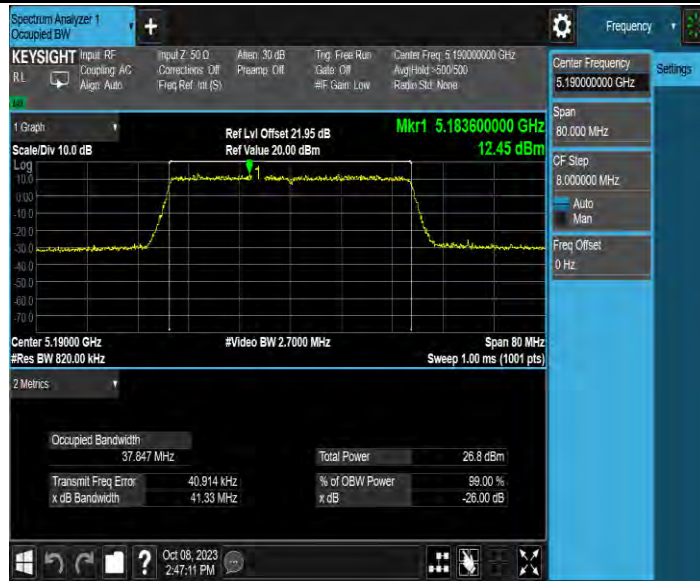 Spectrum Analyzer 1
Occupied BW
+
Frequency
KEYSIGHT
RL
Input: RF
Coupling: AC
Align: Auto
Input Z: 50 Ω
Corrections: Off
Freq Ref: Int (S)
Atten: 30 dB
Preamp: Off
Trig: Free Run
Gate: Off
#IF Gain: Low
Center Freq: 5.190000000 GHz
Avg|Hold:>500/500
Radio Std: None
Center Frequency
5.190000000 GHz
Settings
Span
80.000 MHz
CF Step
8.000000 MHz
Auto
Man
Freq Offset
0 Hz
1 Graph
Scale/Div 10.0 dB
Ref Lvl Offset 21.95 dB
Ref Value 20.00 dBm
Mkr1 5.183600000 GHz
12.45 dBm
Log
10.0
0.00
-10.0
-20.0
-30.0
-40.0
-50.0
-60.0
-70.0
1
Center 5.19000 GHz
#Res BW 820.00 kHz
#Video BW 2.7000 MHz
Span 80 MHz
Sweep 1.00 ms (1001 pts)
2 Metrics
Occupied Bandwidth
37.847 MHz
Total Power 26.8 dBm
Transmit Freq Error 40.914 kHz
% of OBW Power 99.00 %
x dB Bandwidth 41.33 MHz
x dB -26.00 dB
?
Oct 08, 2023
2:47:11 PM